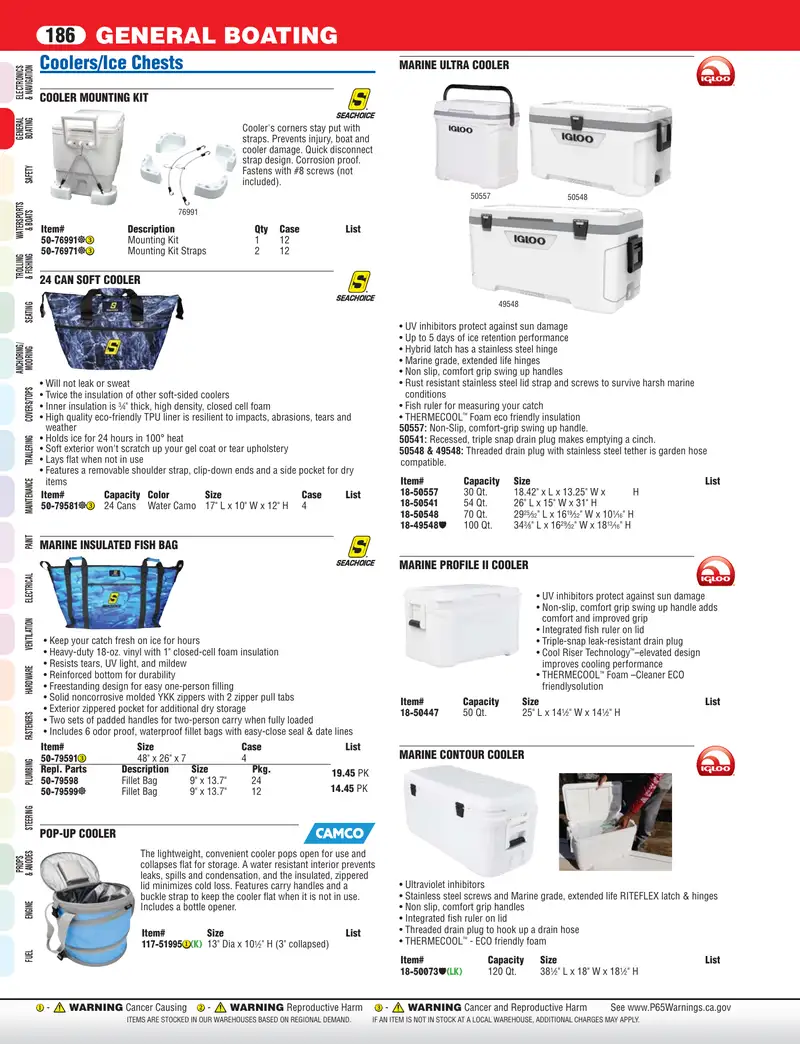 186 GENERAL BOATING
Coolers/Ice Chests
ELECTRONICS
& NAVIGATION
GENERAL
BOATING
SAFETY
WATERSPORTS
& BOATS
TROLLING
& FISHING
SEATING
ANCHORING/
MOORING
COVERS/TOPS
TRAILERING
MAINTENANCE
PAINT
ELECTRICAL
VENTILATION
HARDWARE
FASTENERS
PLUMBING
STEERING
PROPS
& ANODES
ENGINE
FUEL
COOLER MOUNTING KIT
SEACHOICE
Cooler's corners stay put with
straps. Prevents injury, boat and
cooler damage. Quick disconnect
strap design. Corrosion proof.
Fastens with #8 screws (not
included).
76991
Item# Description Qty Case List
50-76991 3 Mounting Kit 1 12
50-76971 3 Mounting Kit Straps 2 12
24 CAN SOFT COOLER
SEACHOICE
• Will not leak or sweat
• Twice the insulation of other soft-sided coolers
• Inner insulation is ¾" thick, high density, closed cell foam
• High quality eco-friendly TPU liner is resilient to impacts, abrasions, tears and
weather
• Holds ice for 24 hours in 100° heat
• Soft exterior won't scratch up your gel coat or tear upholstery
• Lays flat when not in use
• Features a removable shoulder strap, clip-down ends and a side pocket for dry
items
Item# Capacity Color Size Case List
50-79581 3 24 Cans Water Camo 17" L x 10" W x 12" H 4
MARINE INSULATED FISH BAG
SEACHOICE
• Keep your catch fresh on ice for hours
• Heavy-duty 18-oz. vinyl with 1" closed-cell foam insulation
• Resists tears, UV light, and mildew
• Reinforced bottom for durability
• Freestanding design for easy one-person filling
• Solid noncorrosive molded YKK zippers with 2 zipper pull tabs
• Exterior zippered pocket for additional dry storage
• Two sets of padded handles for two-person carry when fully loaded
• Includes 6 odor proof, waterproof fillet bags with easy-close seal & date lines
Item# Size Case List
50-79591 3 48" x 26" x 7 4
Repl. Parts Description Size Pkg.
50-79598 Fillet Bag 9" x 13.7" 24 19.45 PK
50-79599 Fillet Bag 9" x 13.7" 12 14.45 PK
POP-UP COOLER
CAMCO
The lightweight, convenient cooler pops open for use and
collapses flat for storage. A water resistant interior prevents
leaks, spills and condensation, and the insulated, zippered
lid minimizes cold loss. Features carry handles and a
buckle strap to keep the cooler flat when it is not in use.
Includes a bottle opener.
Item# Size List
117-51995 1 (K) 13" Dia x 10½" H (3" collapsed)
MARINE ULTRA COOLER
IGLOO
IGLOO
IGLOO
50557
50548
IGLOO
49548
• UV inhibitors protect against sun damage
• Up to 5 days of ice retention performance
• Hybrid latch has a stainless steel hinge
• Marine grade, extended life hinges
• Non slip, comfort grip swing up handles
• Rust resistant stainless steel lid strap and screws to survive harsh marine
conditions
• Fish ruler for measuring your catch
• THERMECOOL™ Foam eco friendly insulation
50557: Non-Slip, comfort-grip swing up handle.
50541: Recessed, triple snap drain plug makes emptying a cinch.
50548 & 49548: Threaded drain plug with stainless steel tether is garden hose
compatible.
Item# Capacity Size List
18-50557 30 Qt. 18.42" x L x 13.25" W x H
18-50541 54 Qt. 26" L x 15" W x 31" H
18-50548 70 Qt.
18-49548 100 Qt.
MARINE PROFILE II COOLER
IGLOO
• UV inhibitors protect against sun damage
• Non-slip, comfort grip swing up handle adds
comfort and improved grip
• Integrated fish ruler on lid
• Triple-snap leak-resistant drain plug
• Cool Riser Technology™–elevated design
improves cooling performance
• THERMECOOL™ Foam –Cleaner ECO
friendlysolution
Item# Capacity Size List
18-50447 50 Qt. 25" L x 14½" W x 14½" H
MARINE CONTOUR COOLER
IGLOO
• Ultraviolet inhibitors
• Stainless steel screws and Marine grade, extended life RITEFLEX latch & hinges
• Non slip, comfort grip handles
• Integrated fish ruler on lid
• Threaded drain plug to hook up a drain hose
• THERMECOOL™ - ECO friendly foam
Item# Capacity Size List
18-50073 (LK) 120 Qt. 38½" L x 18" W x 18½" H
1 - WARNING Cancer Causing 2 - WARNING Reproductive Harm 3 - WARNING Cancer and Reproductive Harm See www.P65Warnings.ca.gov
ITEMS ARE STOCKED IN OUR WAREHOUSES BASED ON REGIONAL DEMAND. IF AN ITEM IS NOT IN STOCK AT A LOCAL WAREHOUSE, ADDITIONAL CHARGES MAY APPLY.